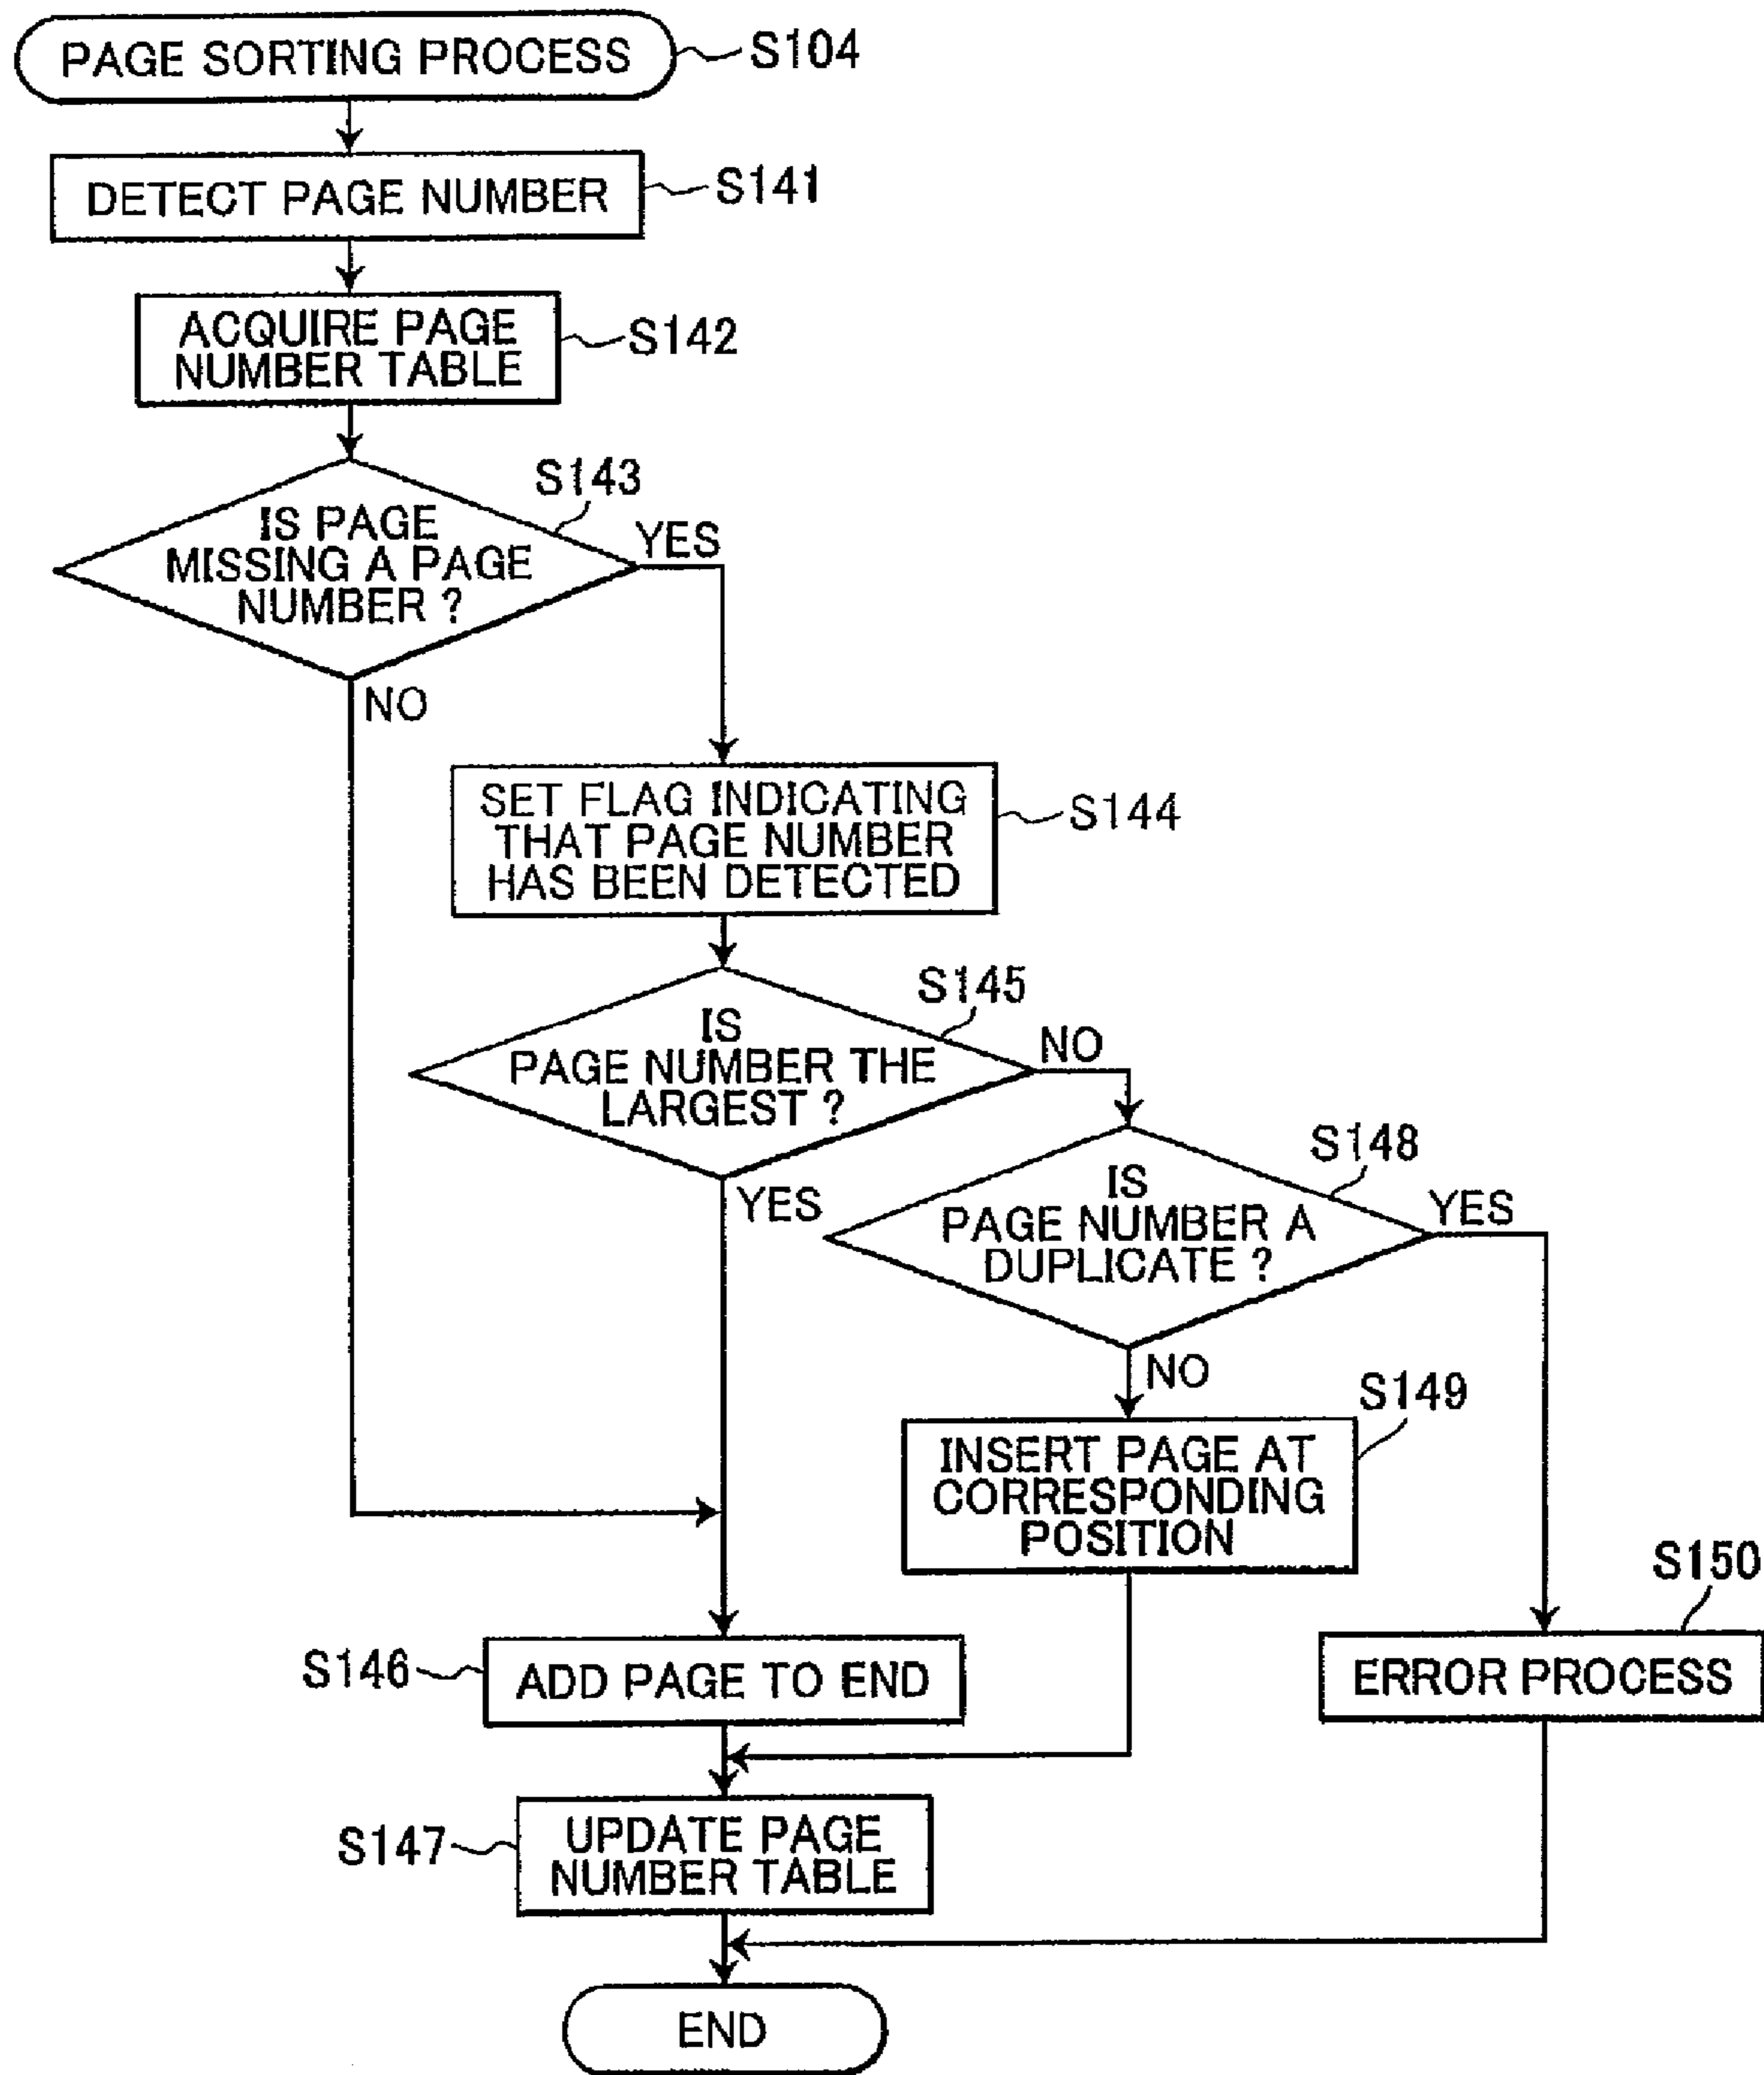 PAGE SORTING PROCESS
S104
DETECT PAGE NUMBER
S141
ACQUIRE PAGE
NUMBER TABLE
S142
S143
IS PAGE
MISSING A PAGE
NUMBER ?
YES
NO
SET FLAG INDICATING
THAT PAGE NUMBER
HAS BEEN DETECTED
S144
S145
IS
PAGE NUMBER THE
LARGEST ?
NO
YES
S148
IS
PAGE NUMBER A
DUPLICATE ?
YES
NO
S149
INSERT PAGE AT
CORRESPONDING
POSITION
S150
ERROR PROCESS
S146
ADD PAGE TO END
S147
UPDATE PAGE
NUMBER TABLE
END